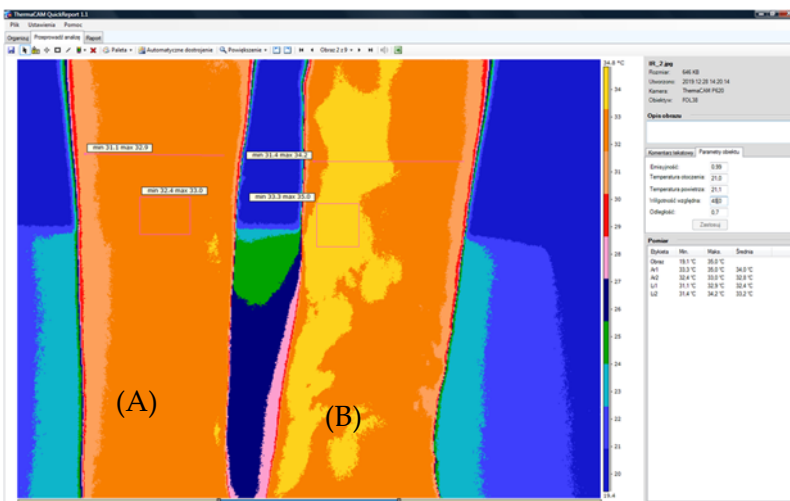 ThermaCAM QuickReport 1.1
Plik Ustawienia Pomoc
Organizuj Przeprowadź analizę Raport
Paleta Automatyczne dostrojenie Powiększenie Obraz 2 z 9
min 31.1 max 32.9
min 31.4 max 34.2
min 32.4 max 33.0
min 33.3 max 35.0
(A)
(B)
34.8 °C
34
33
32
31
30
29
28
27
26
25
24
23
22
21
20
19.4
IR_2.jpg
Rozmiar: 646 KB
Utworzono: 2019.12.26 14:20:14
Kamera: ThermaCAM P620
Obiektyw: FOL38
Opis obrazu
Komentarz tekstowy Parametry obiektu
Emisyjność: 0.99
Temperatura otoczenia: 21,0
Temperatura powietrza: 21,1
Wilgotność względna:
Odległość: 0.7
Zastosuj
Pomiar
Etykieta Min. Maks. Średnia
Obraz 19,1 °C 35,0 °C
Ar1 33,3 °C 35,0 °C 34,0 °C
Ar2 32,4 °C 33,0 °C 32,8 °C
Li1 31,1 °C 32,9 °C 32,4 °C
Li2 31,4 °C 34,2 °C 33,2 °C